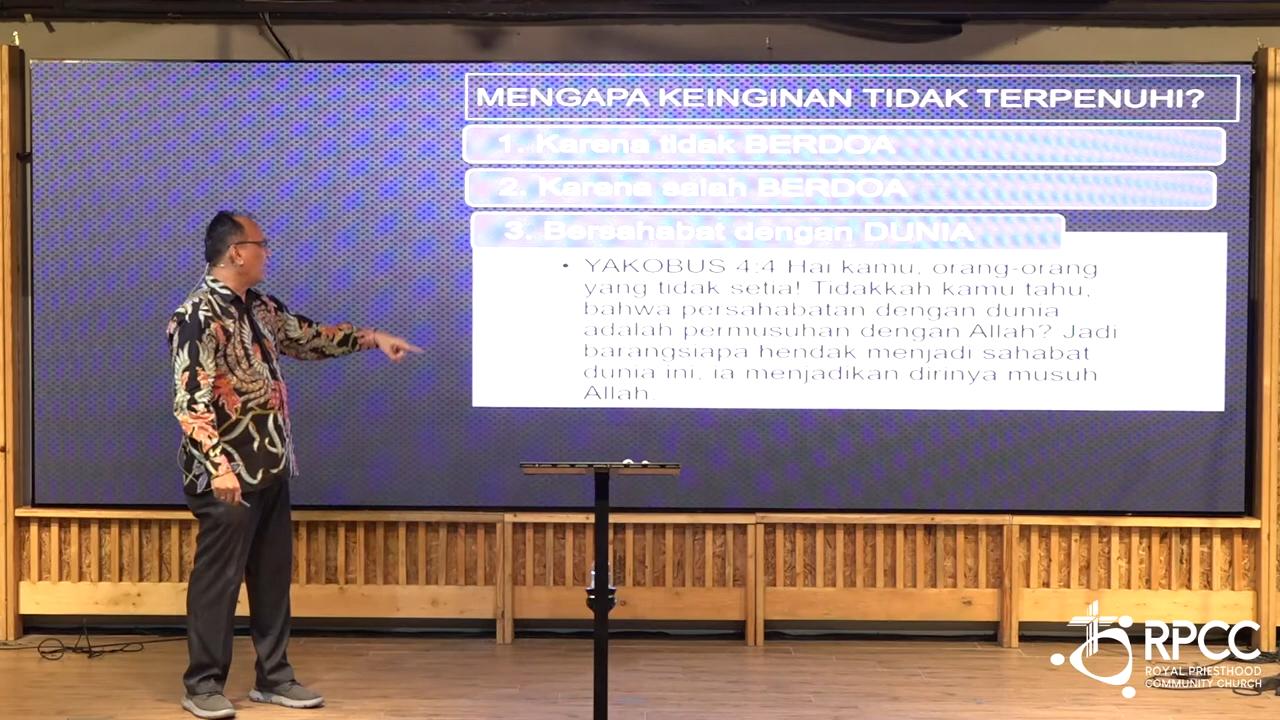 MENGAPA KEINGINAN TIDAK TERPENUHI?
1. Karena tidak BERDOA
2. Karena salah BERDOA
3. Bersahabat dengan DUNIA
• YAKOBUS 4:4 Hai kamu, orang-orang
yang tidak setia! Tidakkah kamu tahu,
bahwa persahabatan dengan dunia
adalah permusuhan dengan Allah? Jadi
barangsiapa hendak menjadi sahabat
dunia ini, ia menjadikan dirinya musuh
Allah.
RPCC
ROYAL PRIESTHOOD
COMMUNITY CHURCH